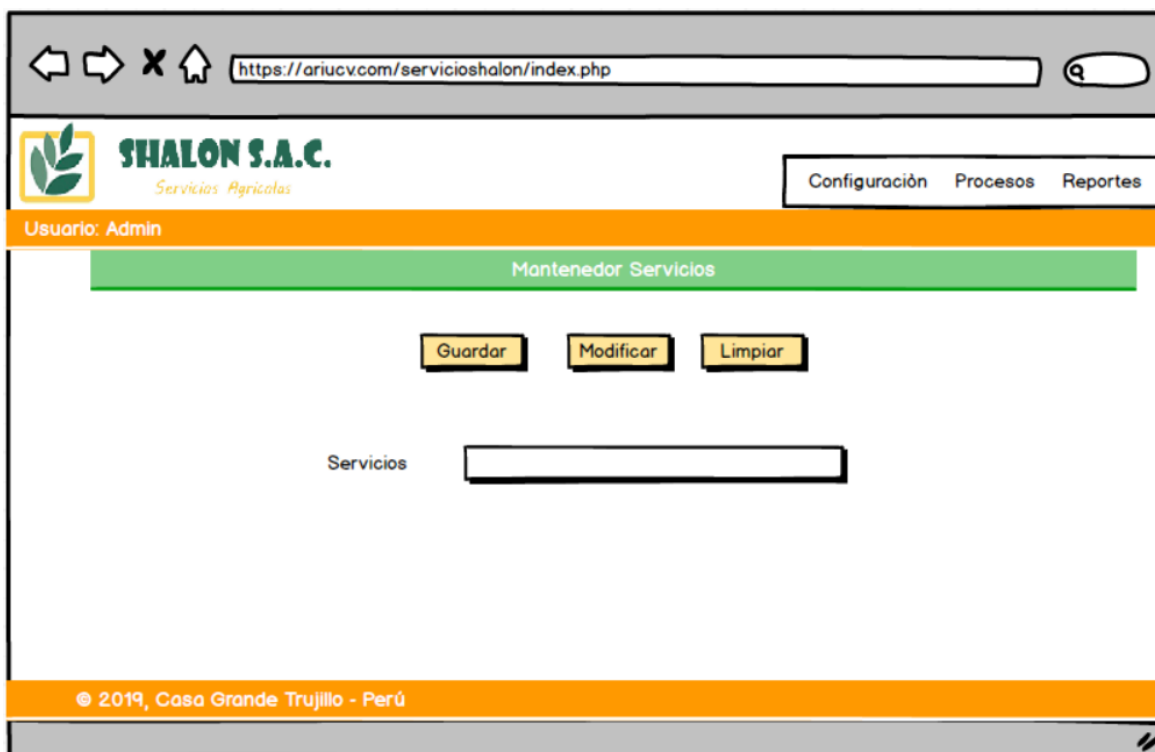 https://ariucv.com/servicioshalon/index.php
SHALON S.A.C.
Servicios Agricolas
Configuraciòn Procesos Reportes
Usuario: Admin
Mantenedor Servicios
Guardar Modificar Limpiar
Servicios
© 2019, Casa Grande Trujillo - Perú